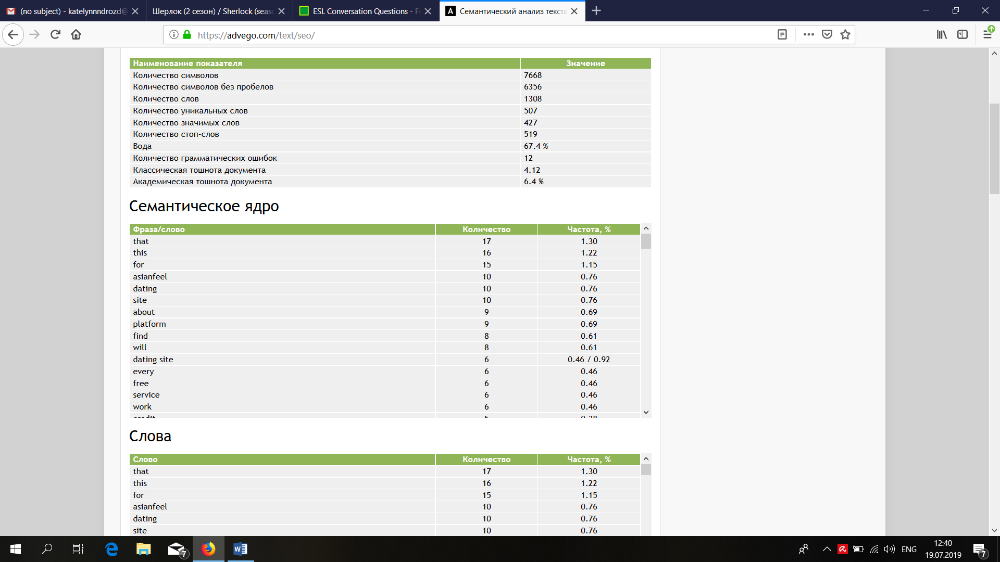 (no subject) - katelynnndrozd@
Шерлок (2 сезон) / Sherlock (seaso
ESL Conversation Questions - Fo
A Семантический анализ текста
https://advego.com/text/seo/
Наименование показателя Значение
Количество символов 7668
Количество символов без пробелов 6356
Количество слов 1308
Количество уникальных слов 507
Количество значимых слов 427
Количество стоп-слов 519
Вода 67.4 %
Количество грамматических ошибок 12
Классическая тошнота документа 4.12
Академическая тошнота документа 6.4 %
Семантическое ядро
Фраза/слово Количество Частота, %
that 17 1.30
this 16 1.22
for 15 1.15
asianfeel 10 0.76
dating 10 0.76
site 10 0.76
about 9 0.69
platform 9 0.69
find 8 0.61
will 8 0.61
dating site 6 0.46 / 0.92
every 6 0.46
free 6 0.46
service 6 0.46
work 6 0.46
credit 5 0.38
Слова
Слово Количество Частота, %
that 17 1.30
this 16 1.22
for 15 1.15
asianfeel 10 0.76
dating 10 0.76
site 10 0.76
7
ENG
12:40
19.07.2019
7